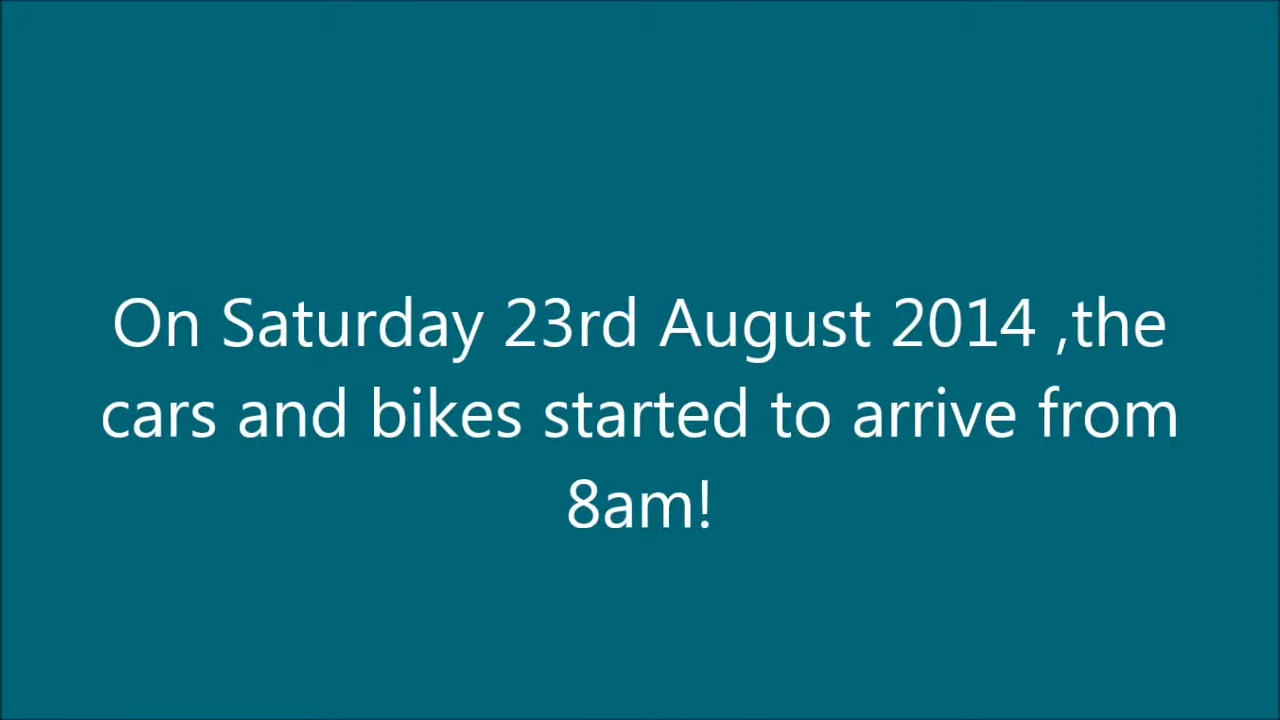 On Saturday 23rd August 2014 ,the
cars and bikes started to arrive from
8am!